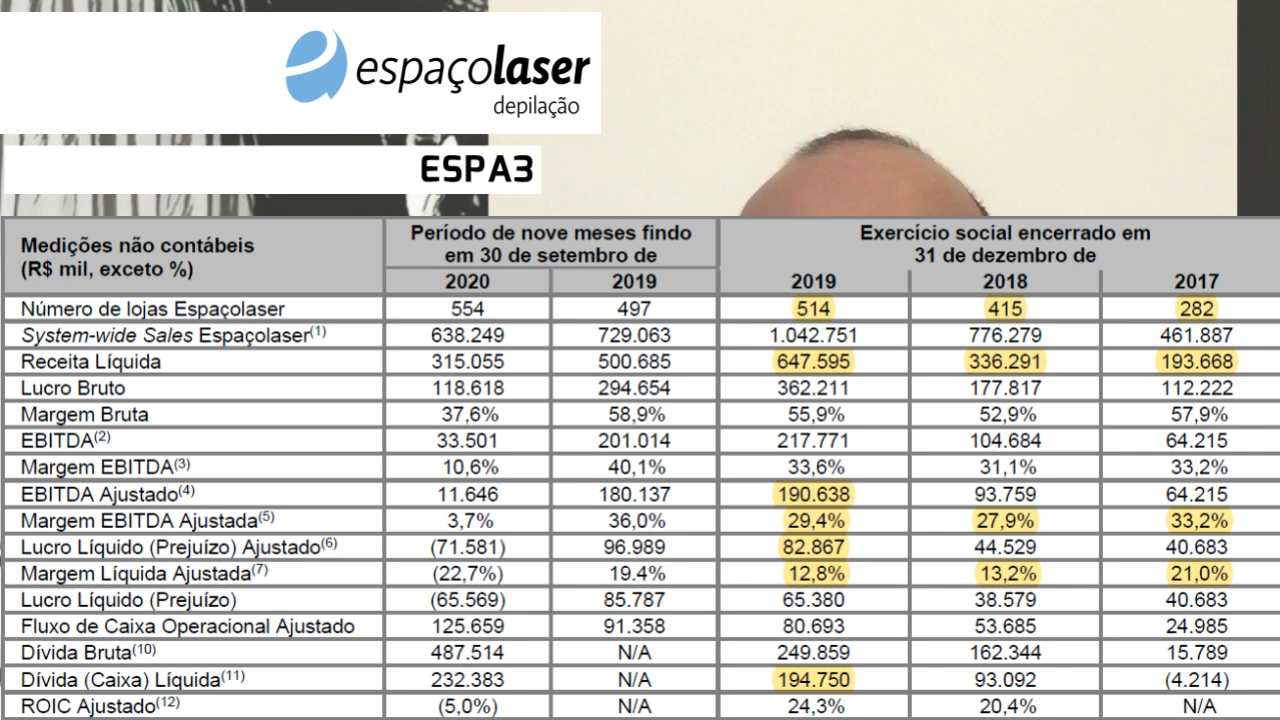 espaçolaser
depilação
ESPA3
Medições não contábeis
(R$ mil, exceto %)
Período de nove meses findo
em 30 de setembro de
Exercício social encerrado em
31 de dezembro de
2020 2019 2019 2018 2017
Número de lojas Espaçolaser 554 497 514 415 282
System-wide Sales Espaçolaser(1) 638.249 729.063 1.042.751 776.279 461.887
Receita Líquida 315.055 500.685 647.595 336.291 193.668
Lucro Bruto 118.618 294.654 362.211 177.817 112.222
Margem Bruta 37,6% 58,9% 55,9% 52,9% 57,9%
EBITDA(2) 33.501 201.014 217.771 104.684 64.215
Margem EBITDA(3) 10,6% 40,1% 33,6% 31,1% 33,2%
EBITDA Ajustado(4) 11.646 180.137 190.638 93.759 64.215
Margem EBITDA Ajustada(5) 3,7% 36,0% 29,4% 27,9% 33,2%
Lucro Líquido (Prejuízo) Ajustado(6) (71.581) 96.989 82.867 44.529 40.683
Margem Líquida Ajustada(7) (22,7%) 19.4% 12,8% 13,2% 21,0%
Lucro Líquido (Prejuízo) (65.569) 85.787 65.380 38.579 40.683
Fluxo de Caixa Operacional Ajustado 125.659 91.358 80.693 53.685 24.985
Dívida Bruta(10) 487.514 N/A 249.859 162.344 15.789
Dívida (Caixa) Líquida(11) 232.383 N/A 194.750 93.092 (4.214)
ROIC Ajustado(12) (5,0%) N/A 24,3% 20,4% N/A